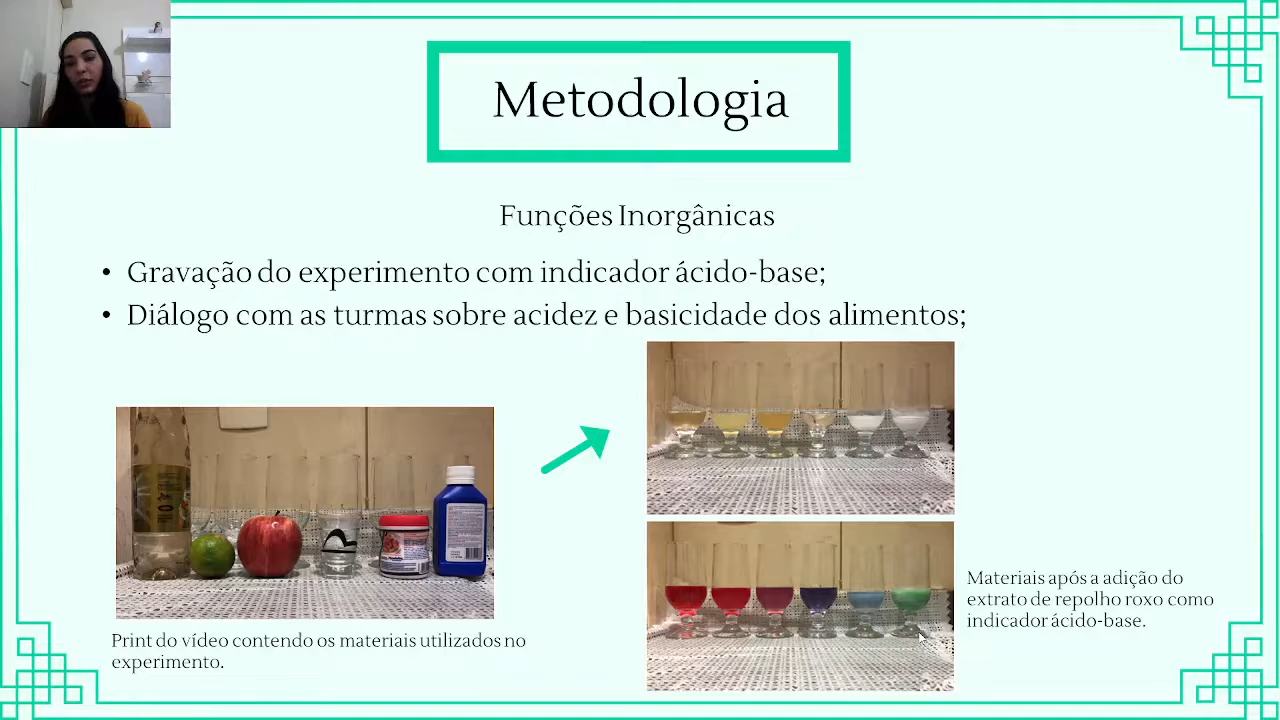 Metodologia
Funções Inorgânicas
• Gravação do experimento com indicador ácido-base;
• Diálogo com as turmas sobre acidez e basicidade dos alimentos;
Print do vídeo contendo os materiais utilizados no
experimento.
Materiais após a adição do
extrato de repolho roxo como
indicador ácido-base.